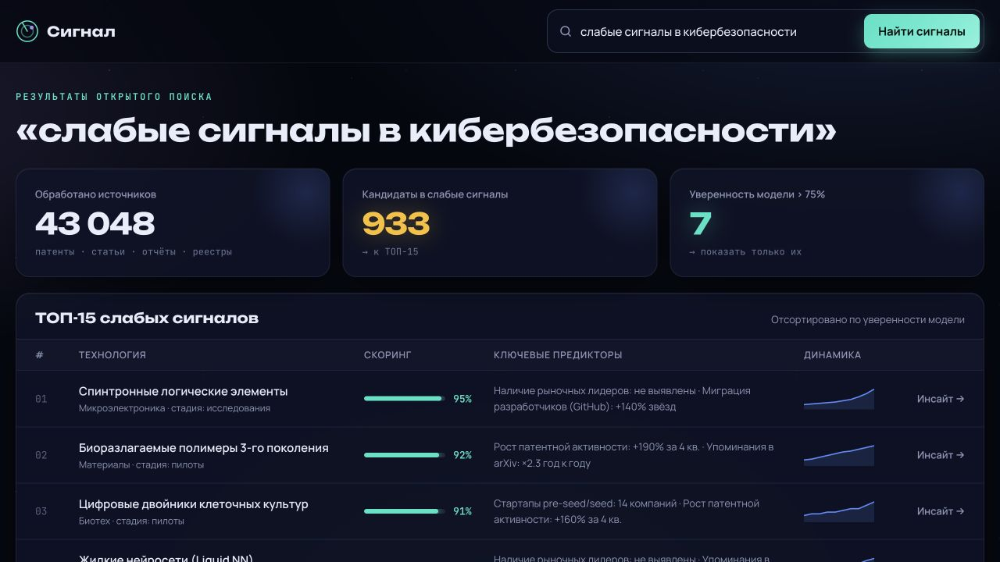 Сигнал
слабые сигналы в кибербезопасности
Найти сигналы
РЕЗУЛЬТАТЫ ОТКРЫТОГО ПОИСКА
«слабые сигналы в кибербезопасности»
Обработано источников
43 048
патенты · статьи · отчёты · реестры
Кандидаты в слабые сигналы
933
→ к ТОП-15
Уверенность модели > 75%
7
→ показать только их
ТОП-15 слабых сигналов
Отсортировано по уверенности модели
# ТЕХНОЛОГИЯ СКОРИНГ КЛЮЧЕВЫЕ ПРЕДИКТОРЫ ДИНАМИКА
01
Спинтронные логические элементы
Микроэлектроника · стадия: исследования
95%
Наличие рыночных лидеров: не выявлены · Миграция
разработчиков (GitHub): +140% звёзд
Инсайт →
02
Биоразлагаемые полимеры 3-го поколения
Материалы · стадия: пилоты
92%
Рост патентной активности: +190% за 4 кв. · Упоминания в
arXiv: ×2.3 год к году
Инсайт →
03
Цифровые двойники клеточных культур
Биотех · стадия: пилоты
91%
Стартапы pre-seed/seed: 14 компаний · Рост патентной
активности: +160% за 4 кв.
Инсайт →
Жидкие нейросети (Liquid NN)
Наличие рыночных лидеров: не выявлены · Упоминания в